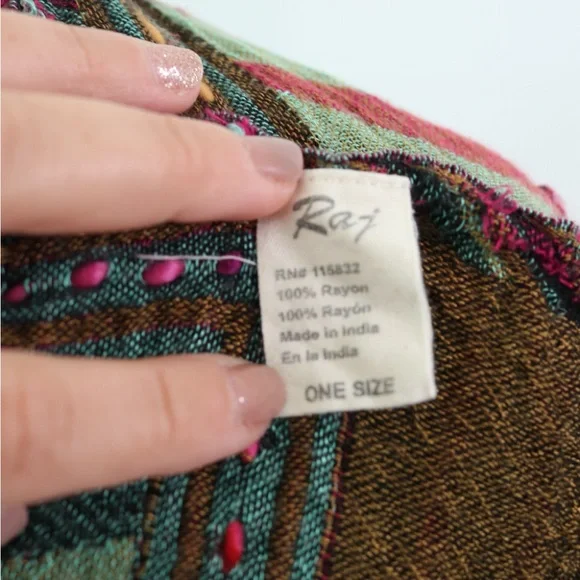 Raj
RN# 115832
100% Rayon
100% Rayón
Made in India
En la India
ONE SIZE